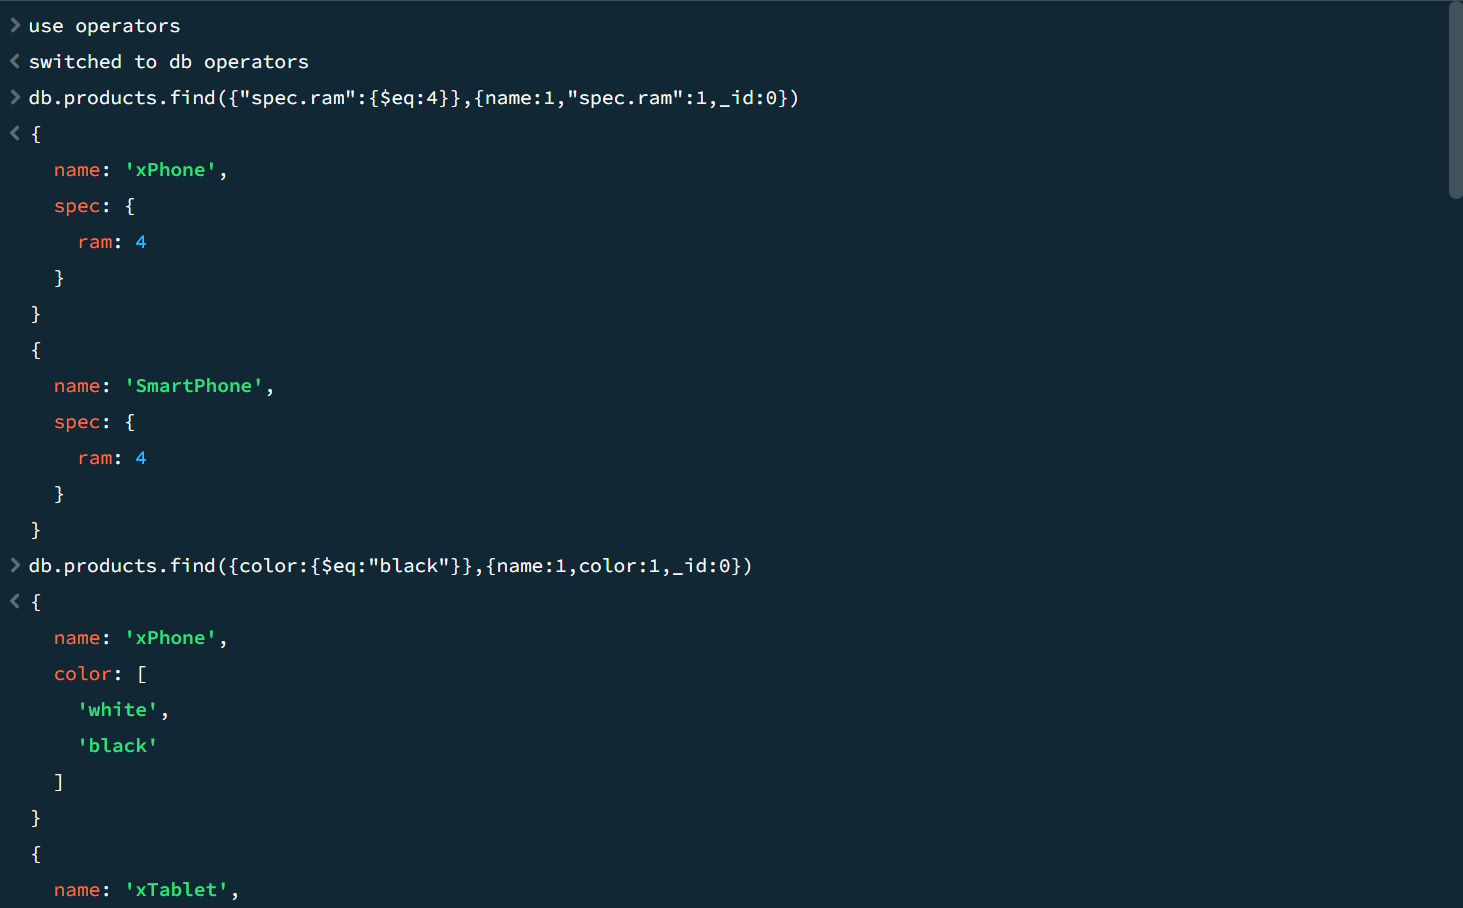 use operators
switched to db operators
db.products.find({"spec.ram":{$eq:4}},{name:1,"spec.ram":1,_id:0})
{
name: 'xPhone',
spec: {
ram: 4
}
}
{
name: 'SmartPhone',
spec: {
ram: 4
}
}
db.products.find({color:{$eq:"black"}},{name:1,color:1,_id:0})
{
name: 'xPhone',
color: [
'white',
'black'
]
}
{
name: 'xTablet',